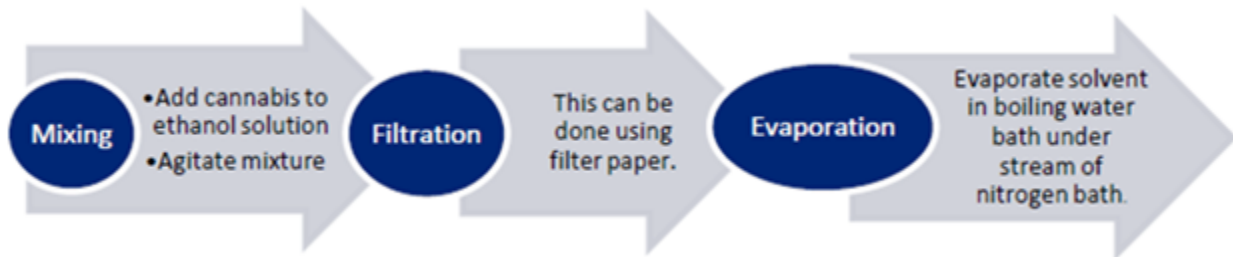 Mixing
•Add cannabis to
ethanol solution
•Agitate mixture
Filtration
This can be
done using
filter paper.
Evaporation
Evaporate solvent
in boiling water
bath under
stream of
nitrogen bath.